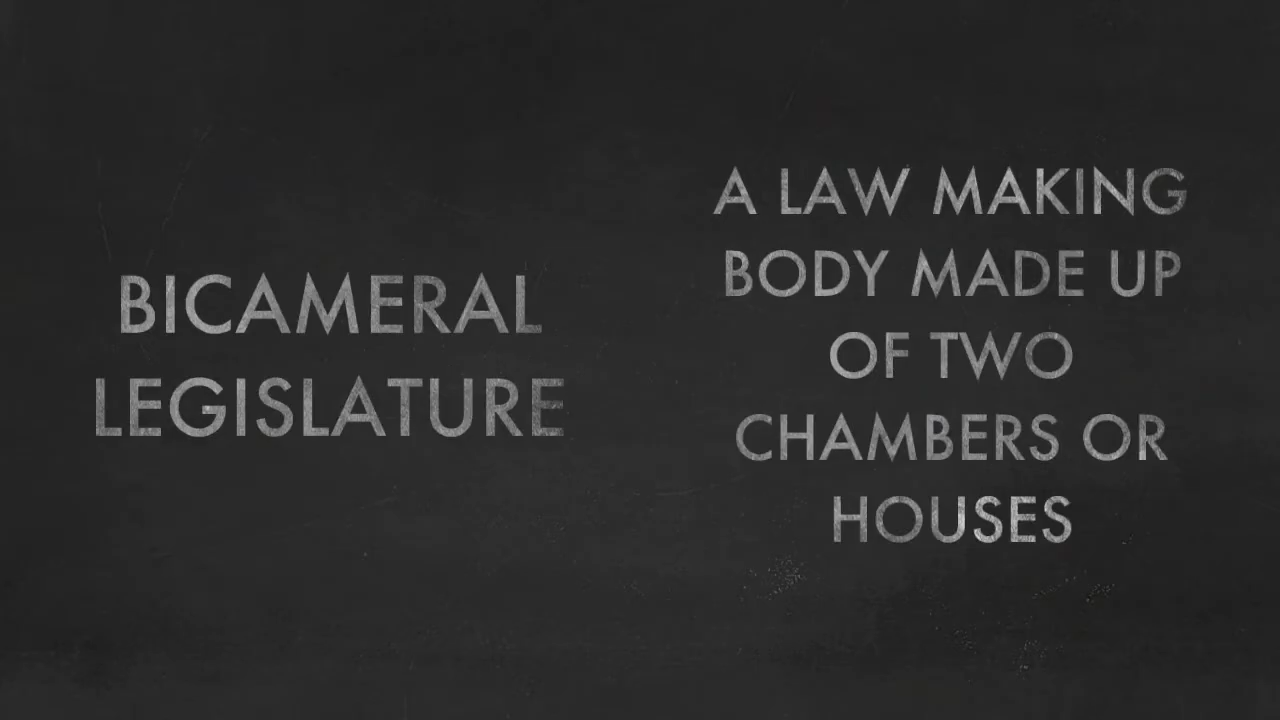 BICAMERAL
LEGISLATURE
A LAW MAKING
BODY MADE UP
OF TWO
CHAMBERS OR
HOUSES